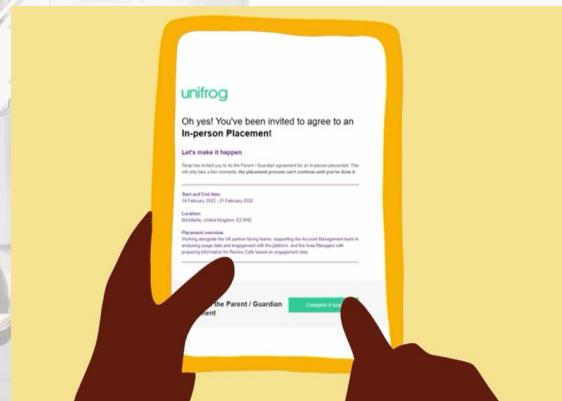 unifrog
Oh yes! You've been invited to agree to an
In-person Placement
Let's make it happen
Temp has invited you to do the Parent / Guardian agreement for an in-person placement. This
will only take a few moments, the placement process can't continue until you've done it.
Start and End date:
14 February 2022 - 21 February 2022
Location:
Brickfields, United Kingdom, E2 9HD
Placement overview:
Working alongside the UK partner facing teams, supporting the Account Management team in
analysing usage data and engagement with the platform, and the Area Managers with
preparing information for Review Calls based on engagement data.
the Parent / Guardian
Complete it